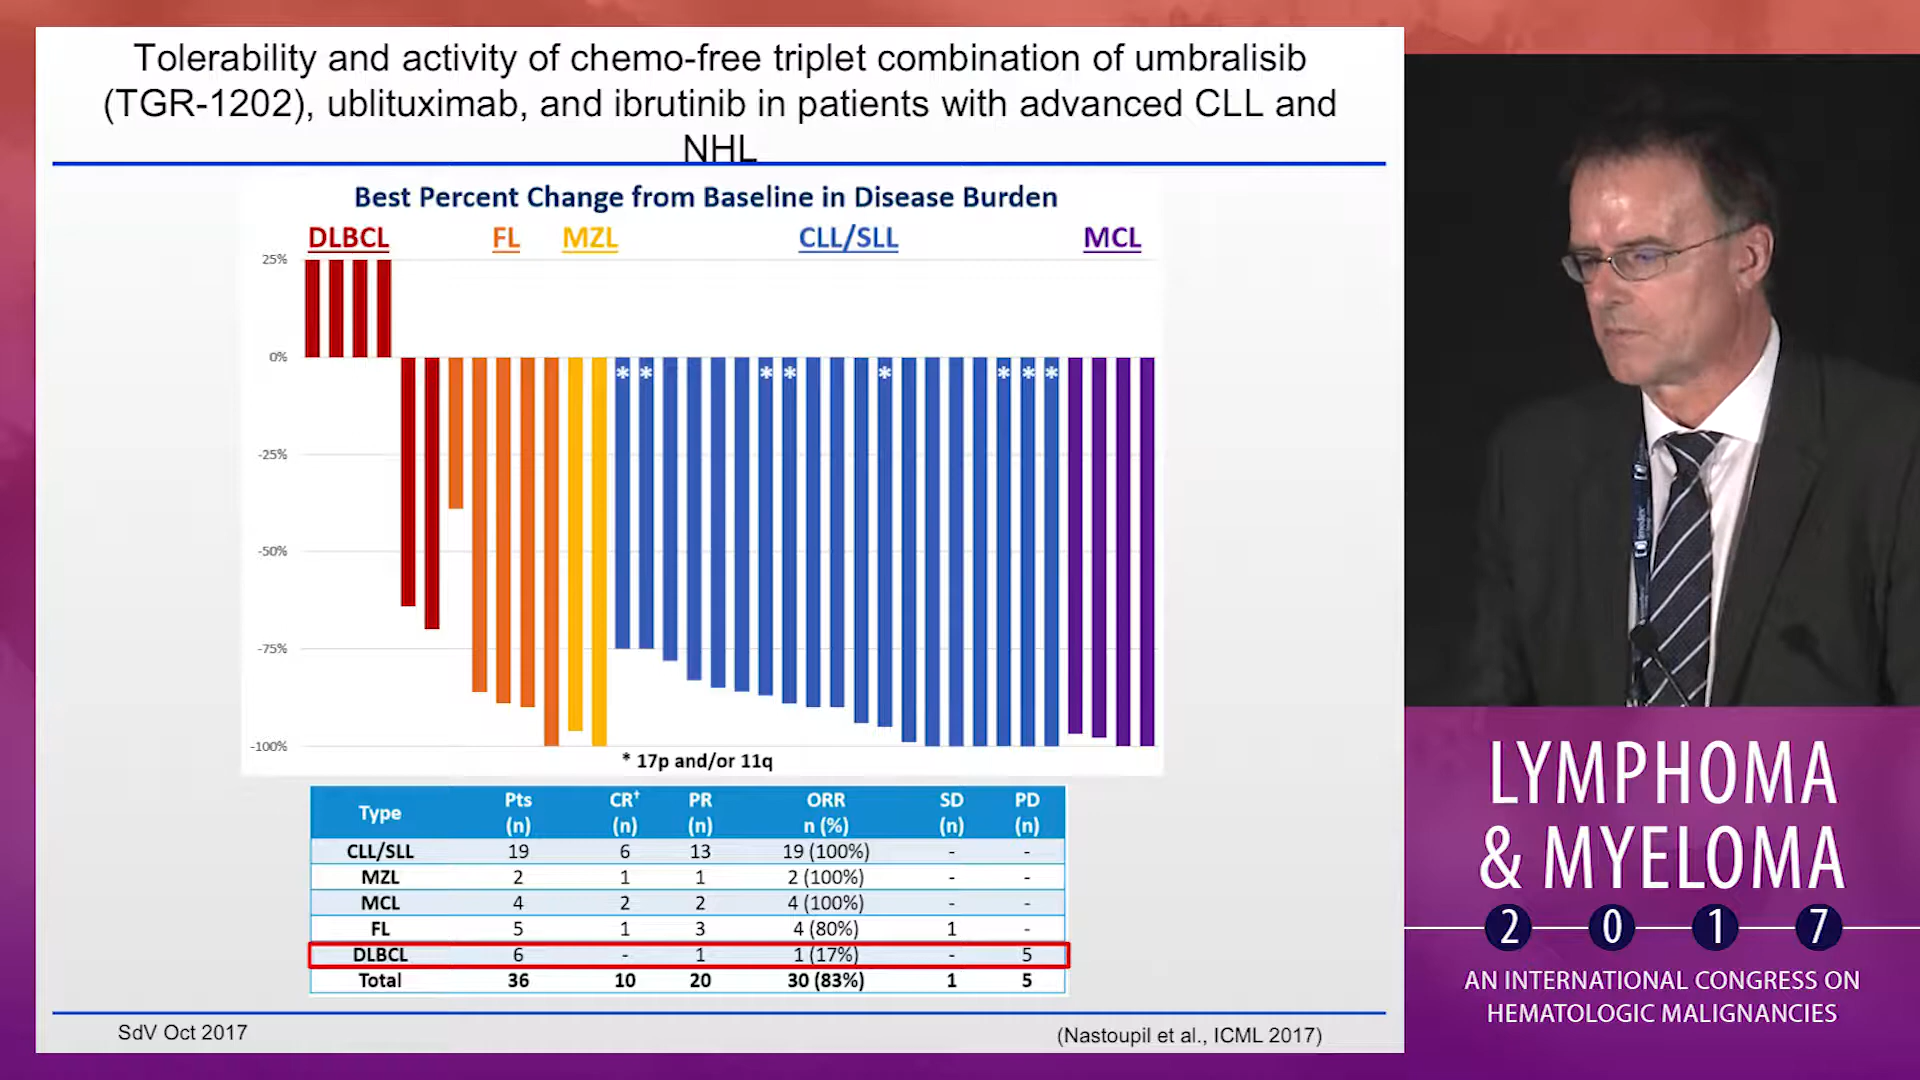 Tolerability and activity of chemo-free triplet combination of umbralisib
(TGR-1202), ublituximab, and ibrutinib in patients with advanced CLL and
NHL
Best Percent Change from Baseline in Disease Burden
DLBCL FL MZL CLL/SLL MCL
25%
0%
* * * * * * * *
-25%
-50%
-75%
-100%
* 17p and/or 11q
Type Pts (n) CR† (n) PR (n) ORR n (%) SD (n) PD (n)
CLL/SLL 19 6 13 19 (100%) - -
MZL 2 1 1 2 (100%) - -
MCL 4 2 2 4 (100%) - -
FL 5 1 3 4 (80%) 1 -
DLBCL 6 - 1 1 (17%) - 5
Total 36 10 20 30 (83%) 1 5
SdV Oct 2017
(Nastoupil et al., ICML 2017)
LYMPHOMA
& MYELOMA
2 0 1 7
AN INTERNATIONAL CONGRESS ON
HEMATOLOGIC MALIGNANCIES